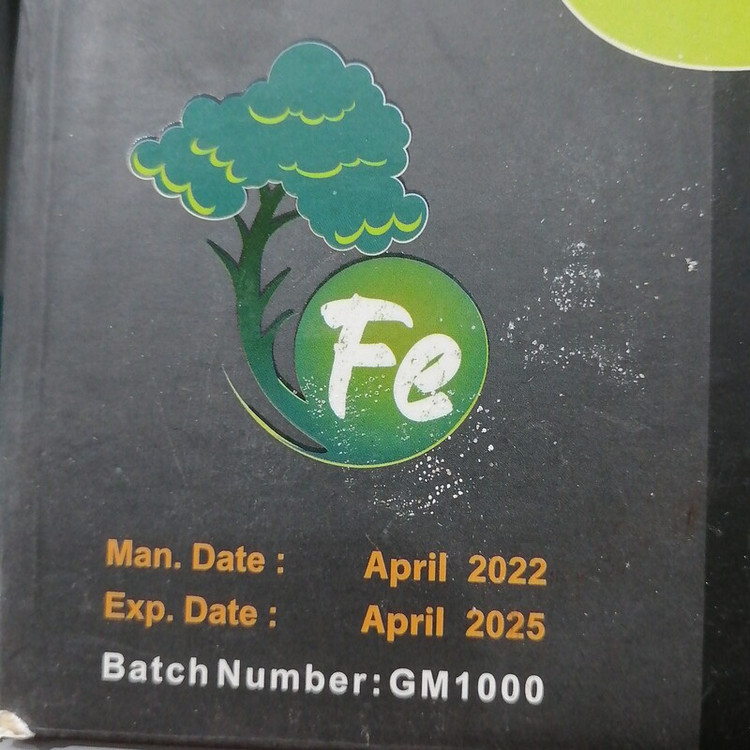 Fe
Man. Date : April 2022
Exp. Date : April 2025
Batch Number: GM1000